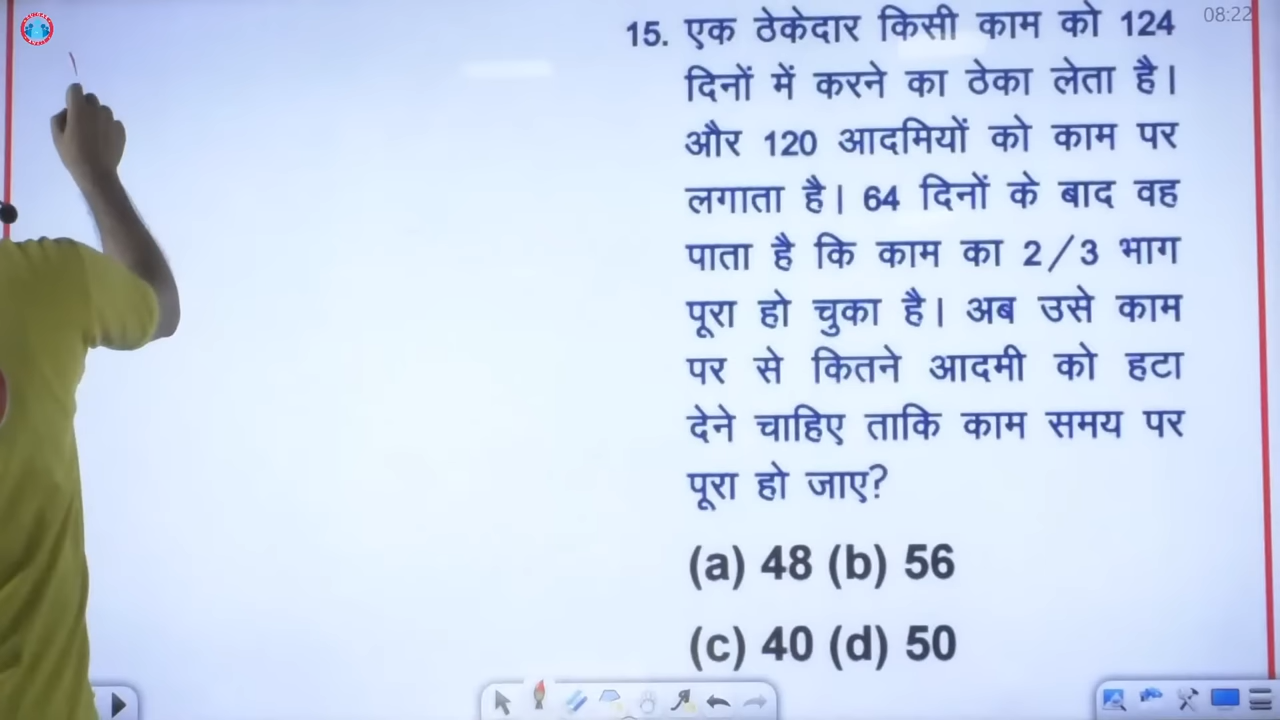 15. एक ठेकेदार किसी काम को 124
08:22
दिनों में करने का ठेका लेता है।
और 120 आदमियों को काम पर
लगाता है। 64 दिनों के बाद वह
पाता है कि काम का 2/3 भाग
पूरा हो चुका है। अब उसे काम
पर से कितने आदमी को हटा
देने चाहिए ताकि काम समय पर
पूरा हो जाए?
(a) 48 (b) 56
(c) 40 (d) 50